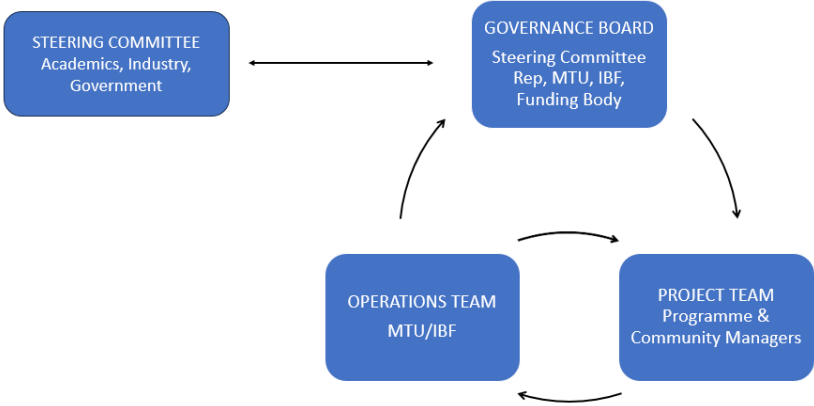 STEERING COMMITTEE
Academics, Industry,
Government
GOVERNANCE BOARD
Steering Committee
Rep, MTU, IBF,
Funding Body
OPERATIONS TEAM
MTU/IBF
PROJECT TEAM
Programme &
Community Managers